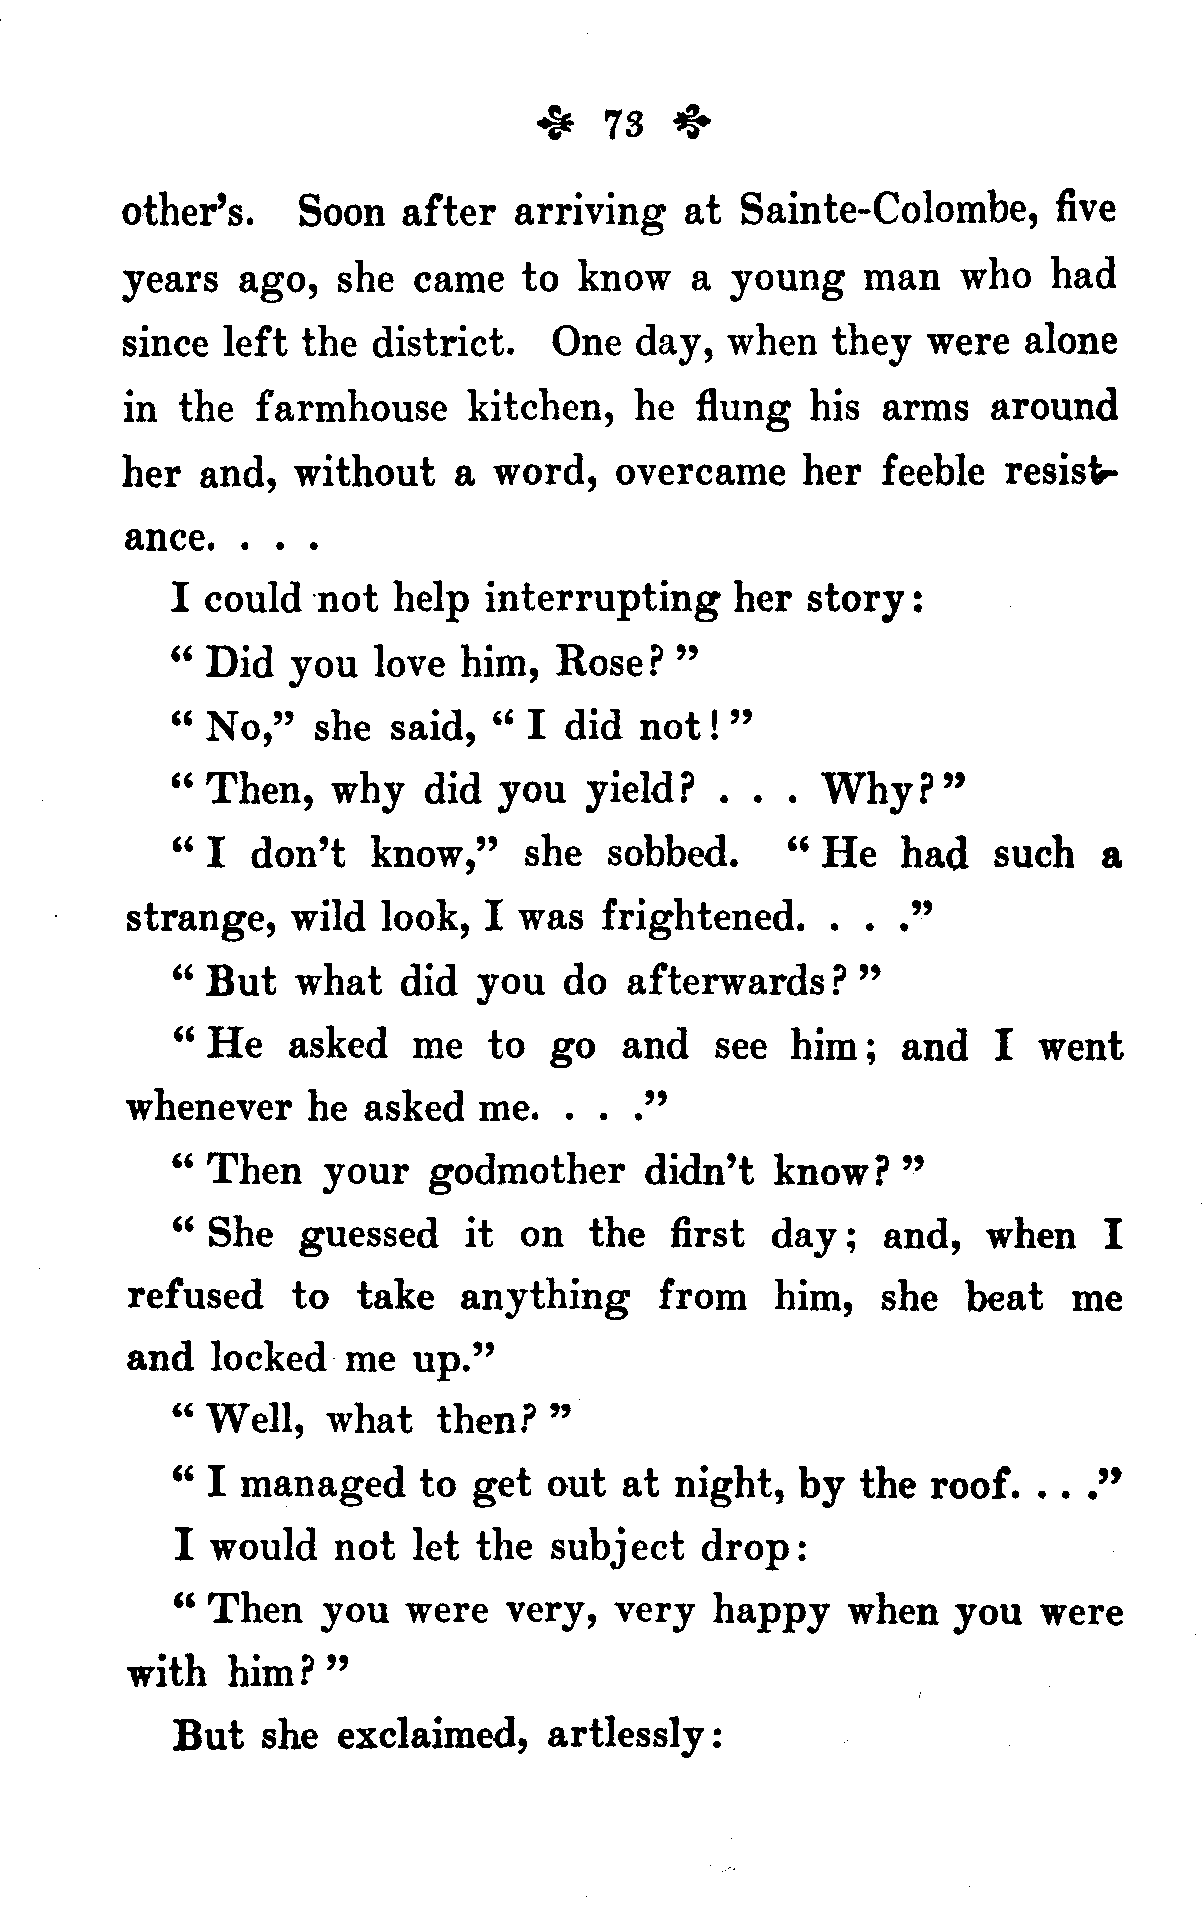 73
other's. Soon after arriving at Sainte-Colombe, five
years ago, she came to know a young man who had
since left the district. One day, when they were alone
in the farmhouse kitchen, he flung his arms around
her and, without a word, overcame her feeble resist-
ance. . . .
I could not help interrupting her story:
“ Did you love him, Rose? ”
“ No,” she said, “ I did not! ”
“ Then, why did you yield? . . . Why? ”
“ I don't know,” she sobbed. “ He had such a
strange, wild look, I was frightened. . . .”
“ But what did you do afterwards? ”
“ He asked me to go and see him; and I went
whenever he asked me. . . .”
“ Then your godmother didn't know? ”
“ She guessed it on the first day; and, when I
refused to take anything from him, she beat me
and locked me up.”
“ Well, what then? ”
“ I managed to get out at night, by the roof. . . .”
I would not let the subject drop:
“ Then you were very, very happy when you were
with him? ”
But she exclaimed, artlessly: